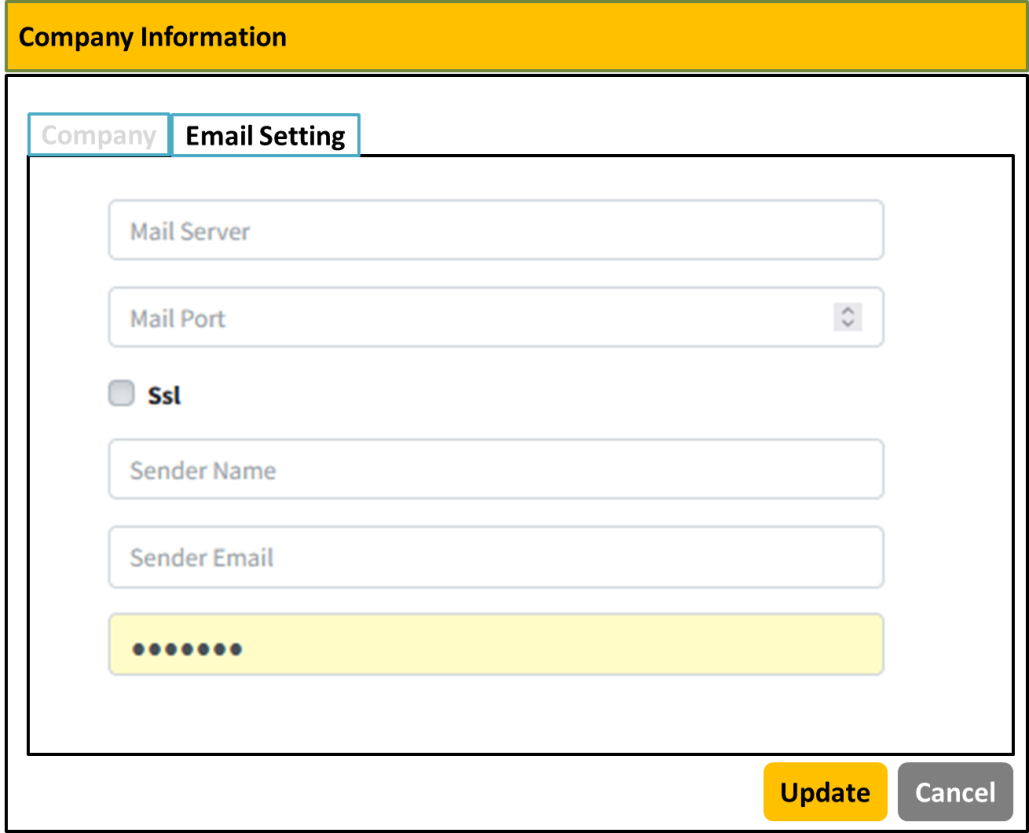 Company Information
Company Email Setting
Mail Server
Mail Port
Ssl
Sender Name
Sender Email
•••••••
Update Cancel